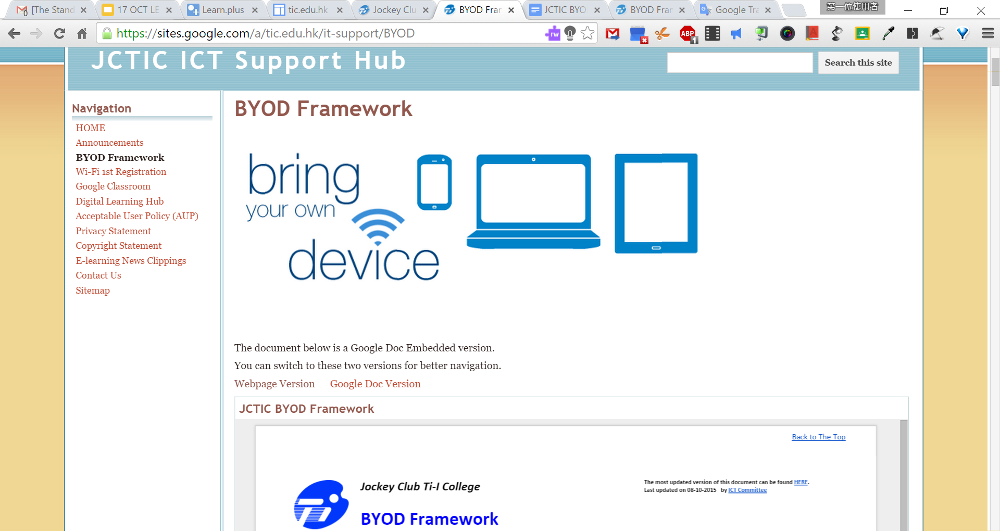 [The Stand
17 OCT LE
Learn.plus
tic.edu.hk
Jockey Clu
BYOD Fra
JCTIC BYO
BYOD Fra
Google Tra
第一位使用者
https://sites.google.com/a/tic.edu.hk/it-support/BYOD
rw
ABP
1
JCTIC ICT Support Hub
Search this site
Navigation
HOME
Announcements
BYOD Framework
Wi-Fi 1st Registration
Google Classroom
Digital Learning Hub
Acceptable User Policy (AUP)
Privacy Statement
Copyright Statement
E-learning News Clippings
Contact Us
Sitemap
BYOD Framework
bring
your own
device
The document below is a Google Doc Embedded version.
You can switch to these two versions for better navigation.
Webpage Version Google Doc Version
JCTIC BYOD Framework
Back to The Top
Jockey Club Ti-I College
BYOD Framework
The most updated version of this document can be found HERE.
Last updated on 08-10-2015 by ICT Committee